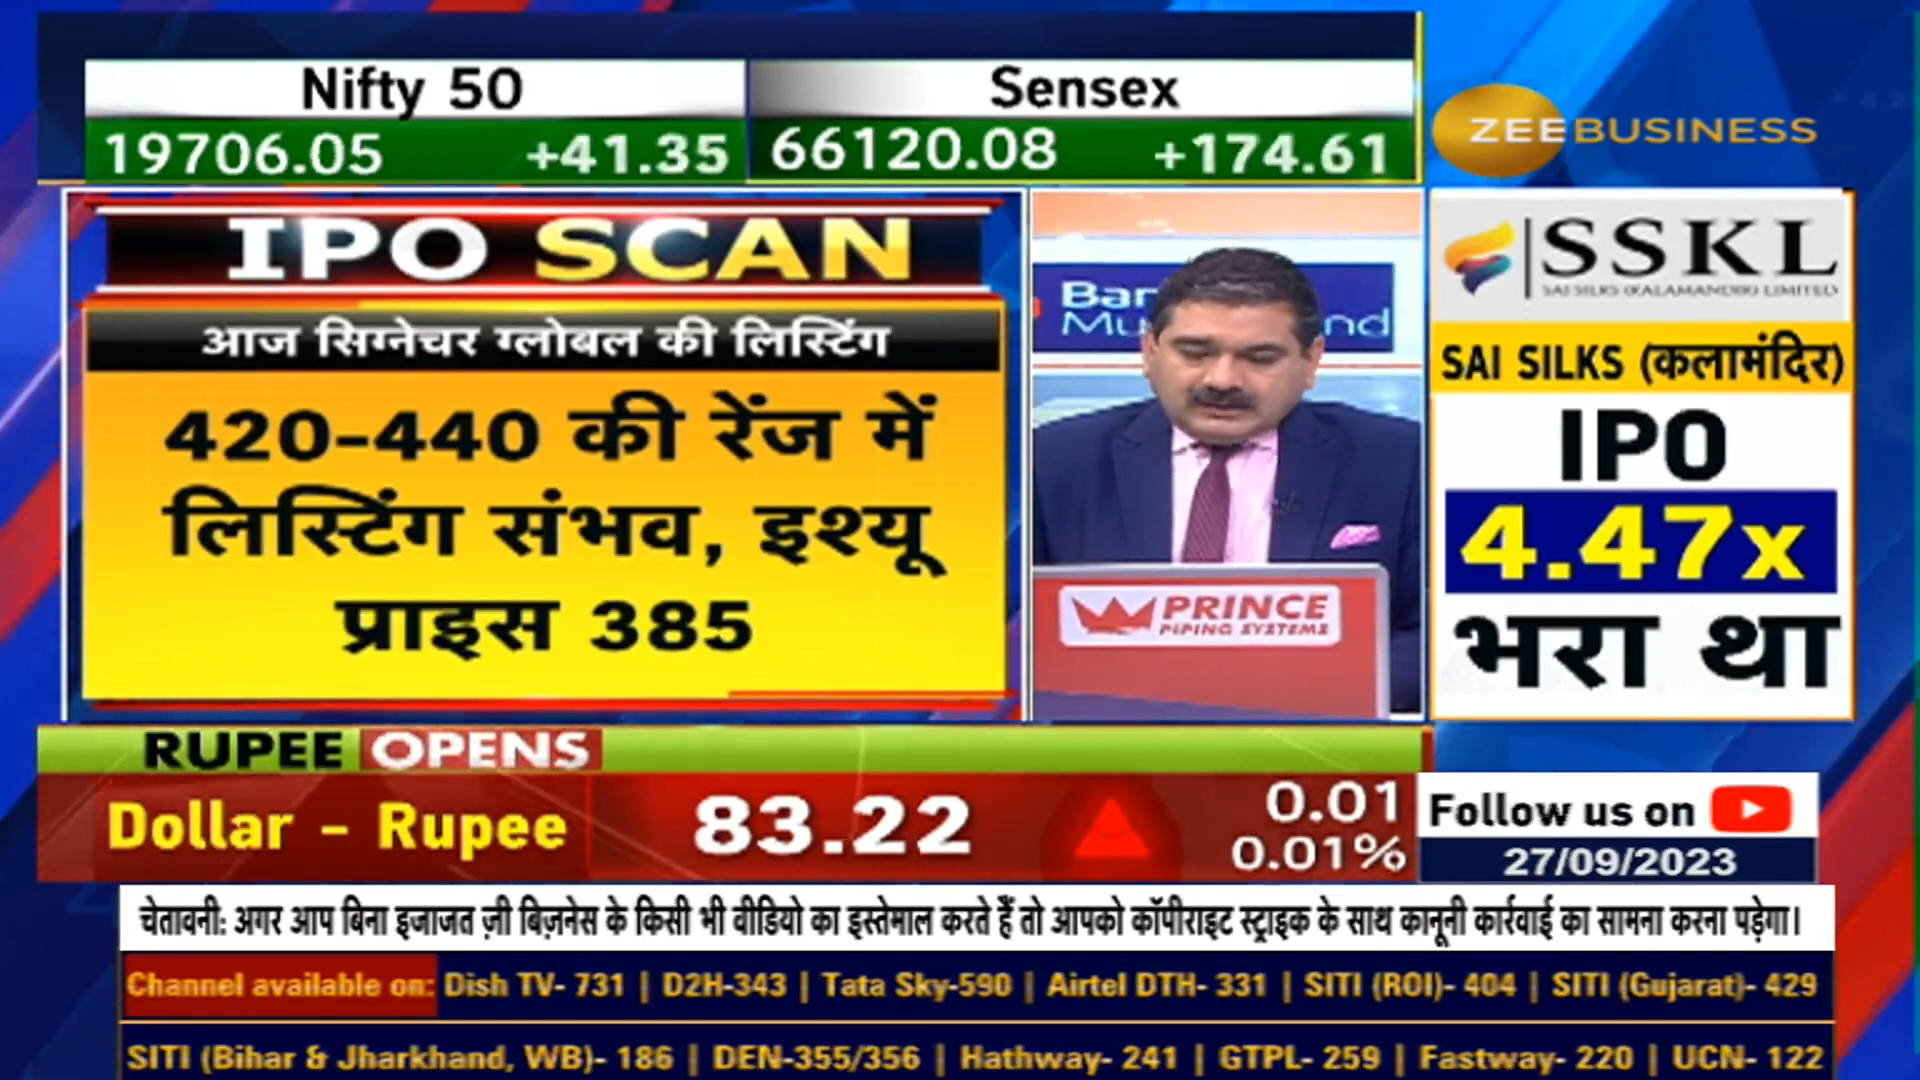 Nifty 50
19706.05 +41.35
Sensex
66120.08 +174.61
ZEEBUSINESS
IPO SCAN
आज सिग्नेचर ग्लोबल की लिस्टिंग
420-440 की रेंज में
लिस्टिंग संभव, इश्यू
प्राइस 385
PRINCE
PIPING SYSTEMS
SSKL
SAI SILKS (KALAMANDIR) LIMITED
SAI SILKS (कलामंदिर)
IPO
4.47x
भरा था
RUPEE OPENS
Dollar - Rupee 83.22 0.01
0.01%
Follow us on
27/09/2023
चेतावनी: अगर आप बिना इजाजत ज़ी बिज़नेस के किसी भी वीडियो का इस्तेमाल करते हैं तो आपको कॉपीराइट स्ट्राइक के साथ कानूनी कार्रवाई का सामना करना पड़ेगा।
Channel available on: Dish TV- 731 | D2H-343 | Tata Sky-590 | Airtel DTH- 331 | SITI (ROI)- 404 | SITI (Gujarat)- 429
SITI (Bihar & Jharkhand, WB)- 186 | DEN-355/356 | Hathway- 241 | GTPL- 259 | Fastway- 220 | UCN- 122